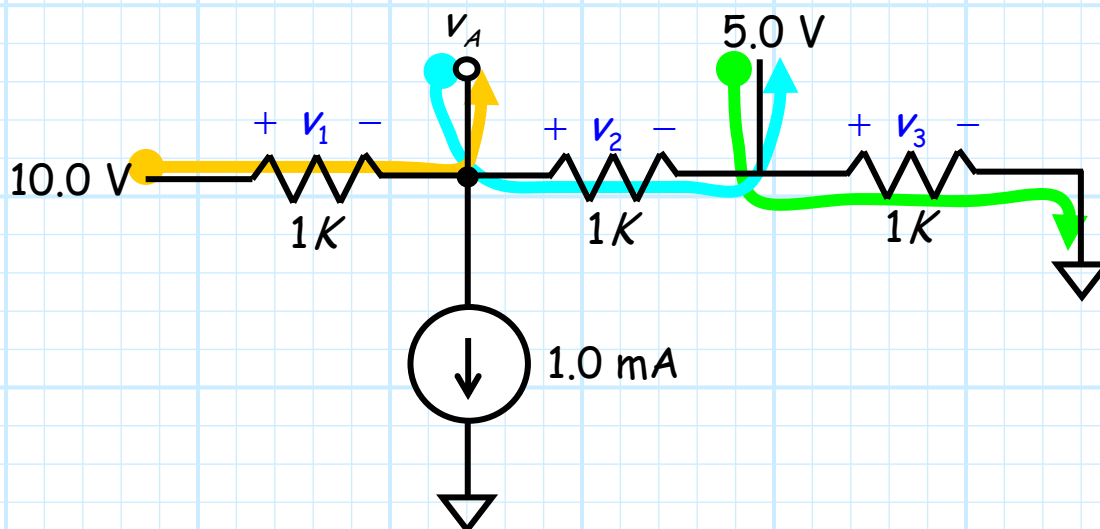 v_A
5.0 V
+ v_1 −
+ v_2 −
+ v_3 −
10.0 V
1K
1K
1K
1.0 mA